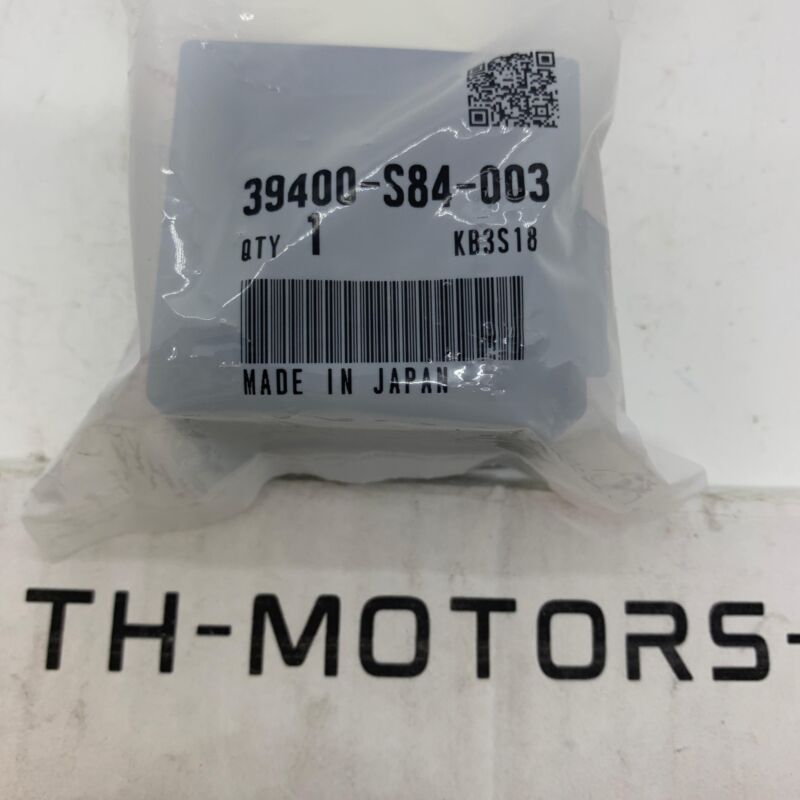 39400-S84-003
QTY 1 KB3S18
MADE IN JAPAN
TH-MOTORS-